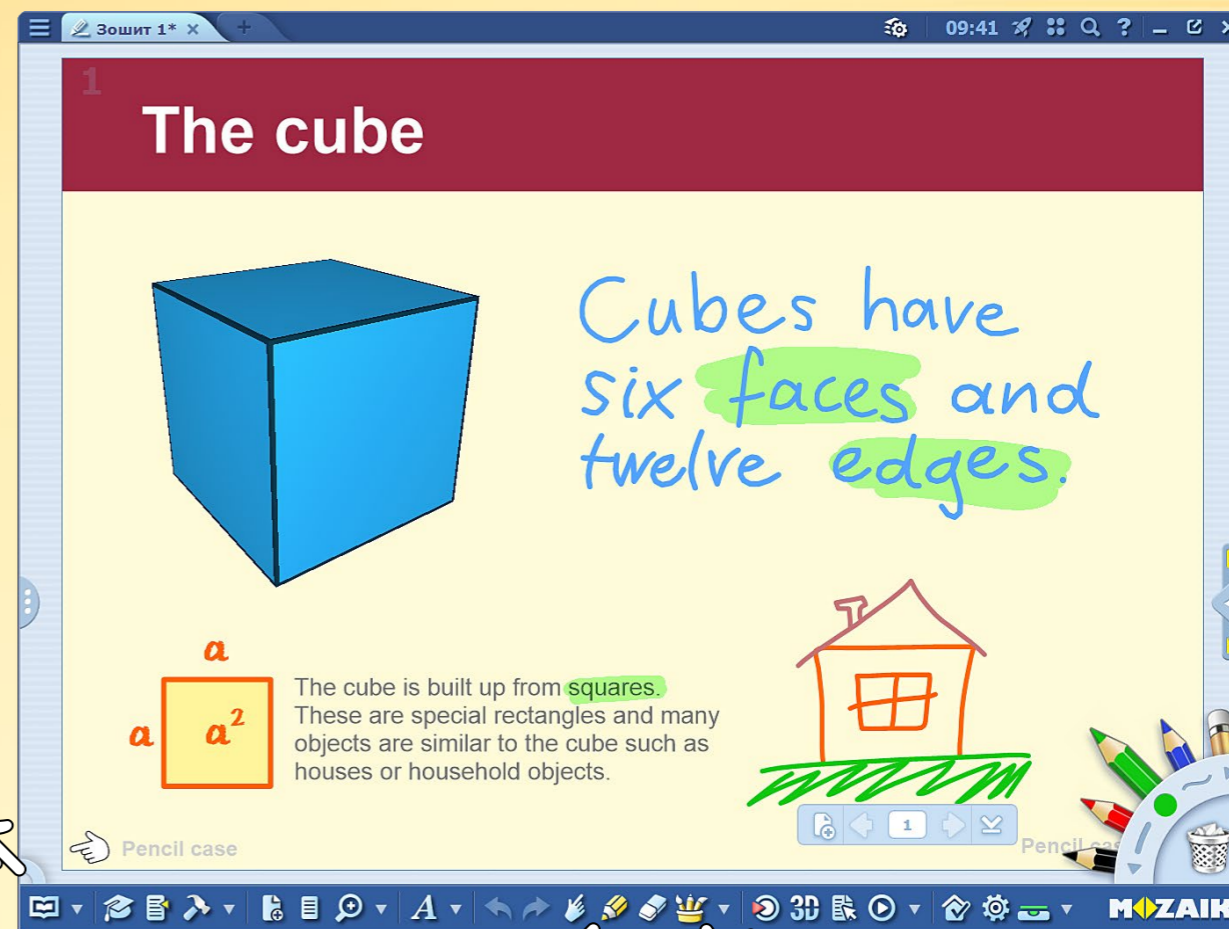 Зошит 1*
09:41
1
The cube
Cubes have
six faces and
twelve edges.
a
a
a²
The cube is built up from squares.
These are special rectangles and many
objects are similar to the cube such as
houses or household objects.
1
Pencil case
Pencil
A
3D
MOZAIK